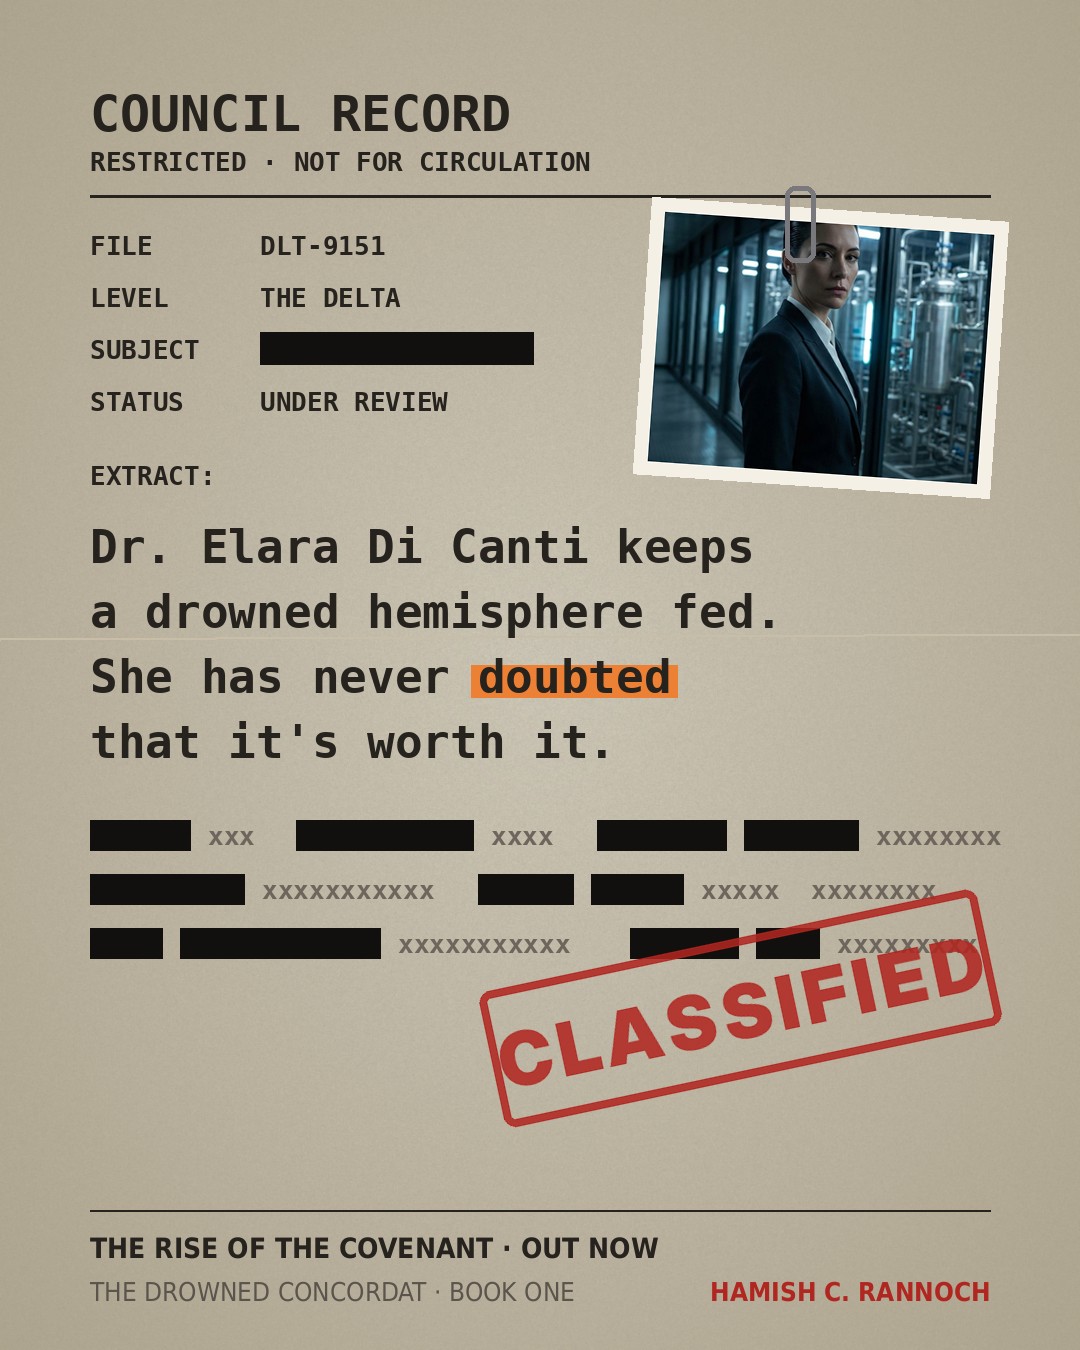 COUNCIL RECORD
RESTRICTED · NOT FOR CIRCULATION
FILE DLT-9151
LEVEL THE DELTA
SUBJECT
STATUS UNDER REVIEW
EXTRACT:
Dr. Elara Di Canti keeps
a drowned hemisphere fed.
She has never doubted
that it's worth it.
xxx xxxx xxxxxxxx
xxxxxxxxxxx xxxxx xxxxxxxx
xxxxxxxxxxx xxxxxxxxx
CLASSIFIED
THE RISE OF THE COVENANT · OUT NOW
THE DROWNED CONCORDAT · BOOK ONE
HAMISH C. RANNOCH